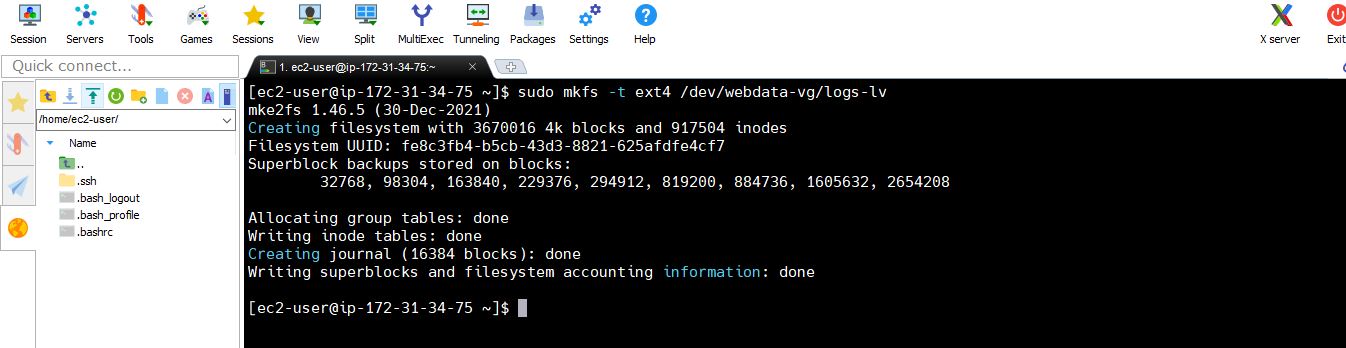 Session Servers Tools Games Sessions View Split MultiExec Tunneling Packages Settings Help X server Exit
Quick connect...
1. ec2-user@ip-172-31-34-75:~
/home/ec2-user/
Name
..
.ssh
.bash_logout
.bash_profile
.bashrc
[ec2-user@ip-172-31-34-75 ~]$ sudo mkfs -t ext4 /dev/webdata-vg/logs-lv
mke2fs 1.46.5 (30-Dec-2021)
Creating filesystem with 3670016 4k blocks and 917504 inodes
Filesystem UUID: fe8c3fb4-b5cb-43d3-8821-625afdfe4cf7
Superblock backups stored on blocks:
32768, 98304, 163840, 229376, 294912, 819200, 884736, 1605632, 2654208
Allocating group tables: done
Writing inode tables: done
Creating journal (16384 blocks): done
Writing superblocks and filesystem accounting information: done
[ec2-user@ip-172-31-34-75 ~]$